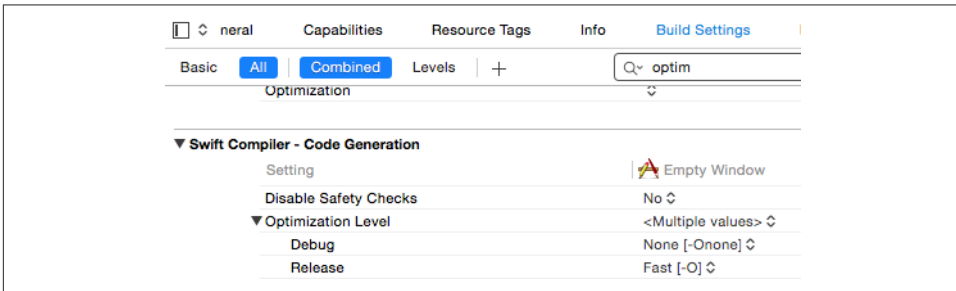 neral Capabilities Resource Tags Info Build Settings
Basic All Combined Levels + optim
Optimization
Swift Compiler - Code Generation
Setting Empty Window
Disable Safety Checks No
Optimization Level <Multiple values>
Debug None [-Onone]
Release Fast [-O]